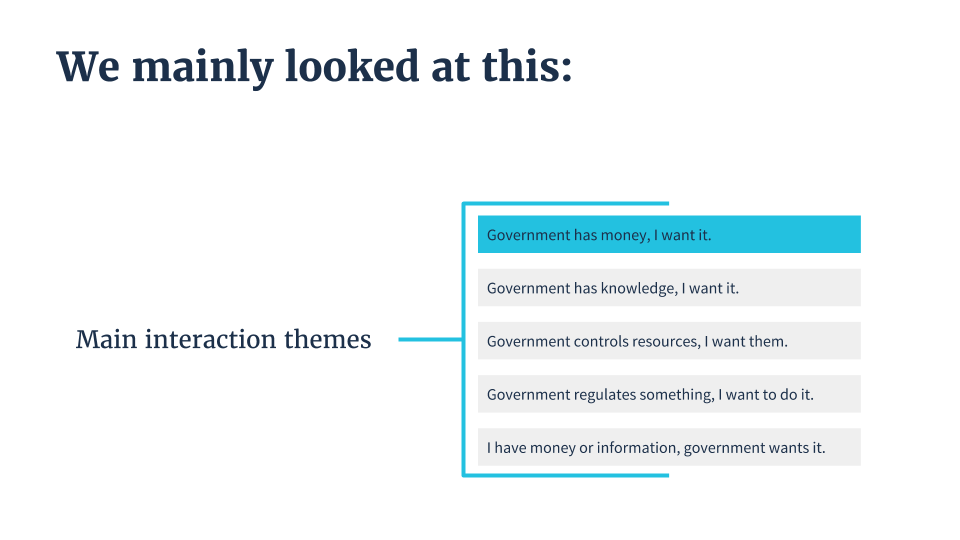 We mainly looked at this:
Main interaction themes
Government has money, I want it.
Government has knowledge, I want it.
Government controls resources, I want them.
Government regulates something, I want to do it.
I have money or information, government wants it.